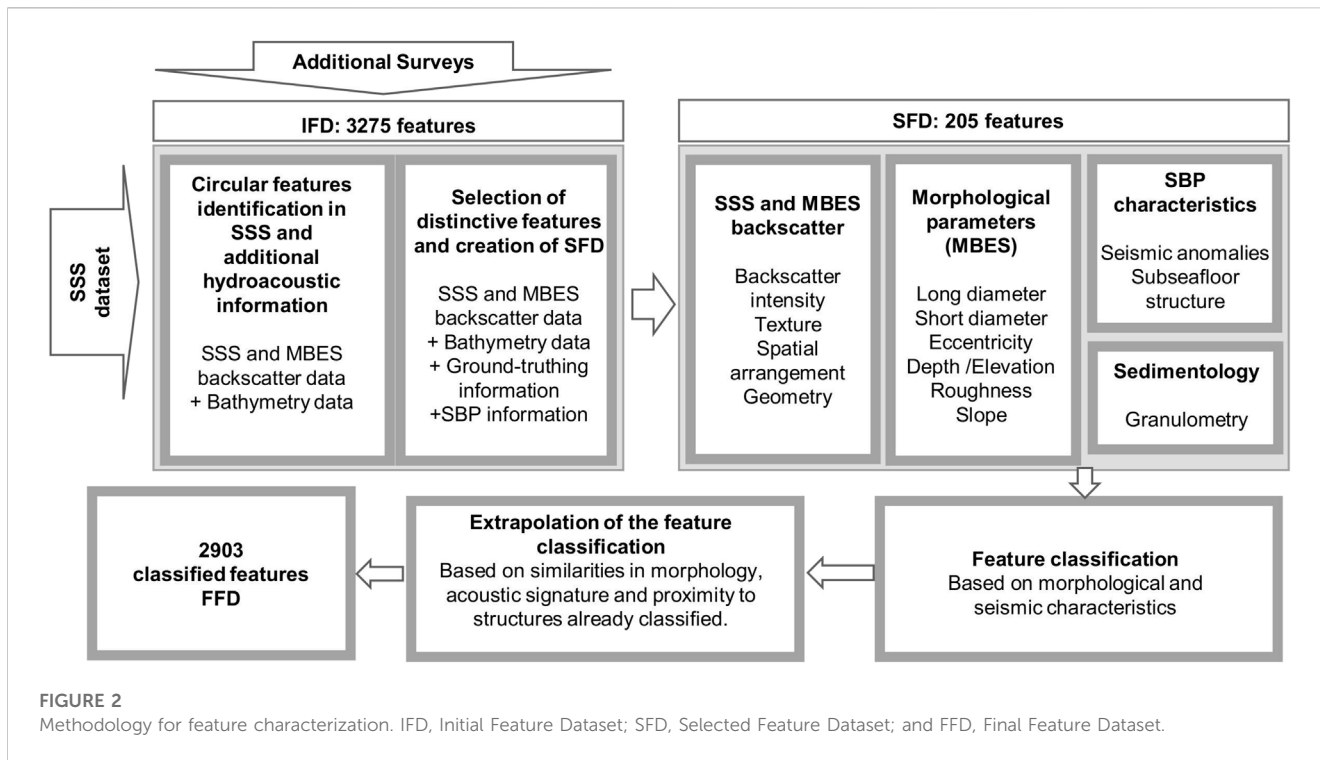 Additional Surveys
SSS
dataset
IFD: 3275 features
Circular features
identification in
SSS and
additional
hydroacoustic
information
SSS and MBES
backscatter data
+ Bathymetry data
Selection of
distinctive features
and creation of SFD
SSS and MBES
backscatter data
+ Bathymetry data
+ Ground-truthing
information
+SBP information
SFD: 205 features
SSS and MBES
backscatter
Backscatter
intensity
Texture
Spatial
arrangement
Geometry
Morphological
parameters
(MBES)
Long diameter
Short diameter
Eccentricity
Depth /Elevation
Roughness
Slope
SBP
characteristics
Seismic anomalies
Subseafloor
structure
Sedimentology
Granulometry
Feature classification
Based on morphological and
seismic characteristics
Extrapolation of the feature
classification
Based on similarities in morphology,
acoustic signature and proximity to
structures already classified.
2903
classified features
FFD
FIGURE 2
Methodology for feature characterization. IFD, Initial Feature Dataset; SFD, Selected Feature Dataset; and FFD, Final Feature Dataset.